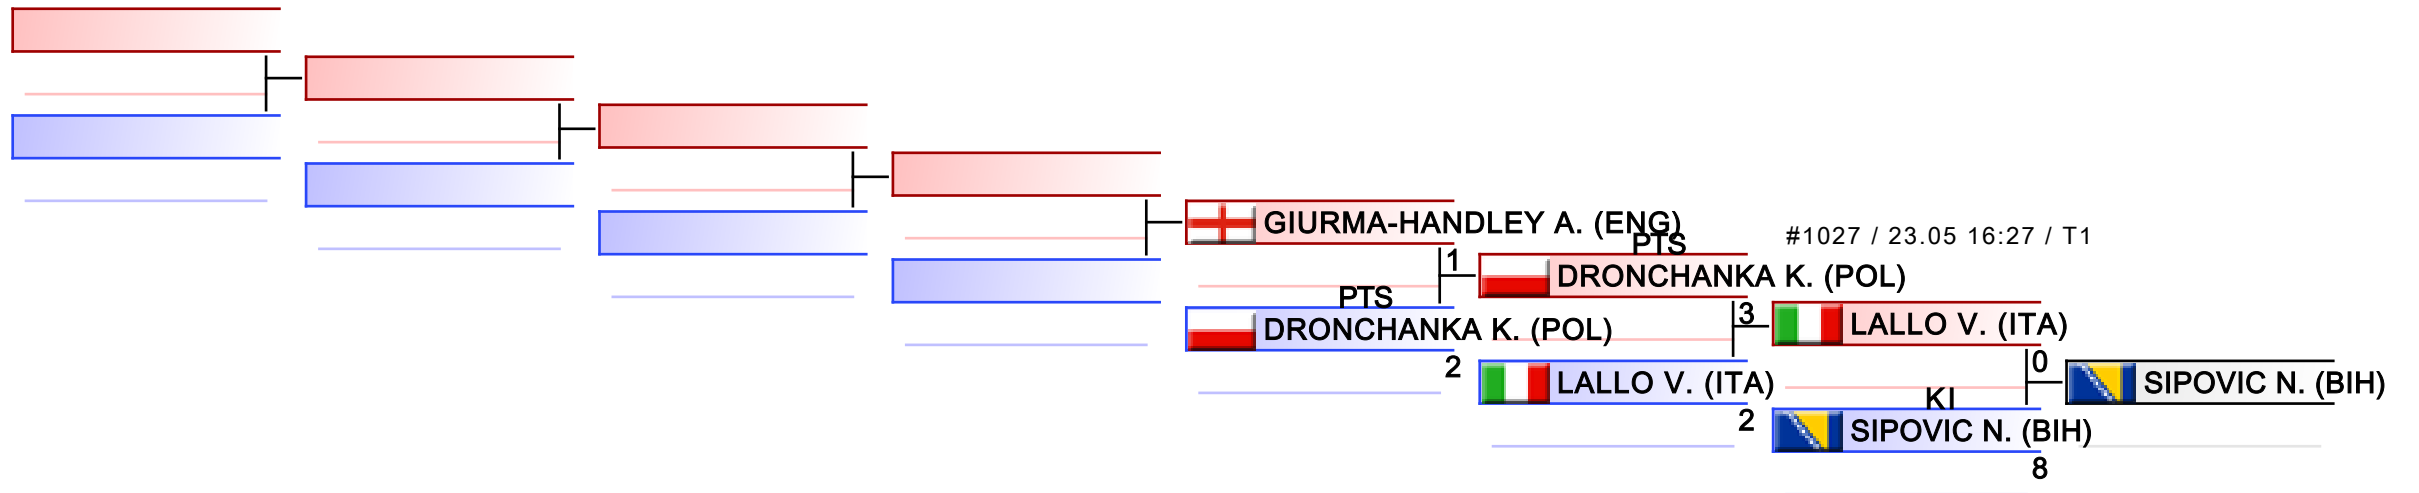 GIURMA-HANDLEY A. (ENG)
1
PTS
DRONCHANKA K. (POL)
2
PTS
DRONCHANKA K. (POL)
3
LALLO V. (ITA)
2
#1027 / 23.05 16:27 / T1
LALLO V. (ITA)
0
KI
SIPOVIC N. (BIH)
8
SIPOVIC N. (BIH)